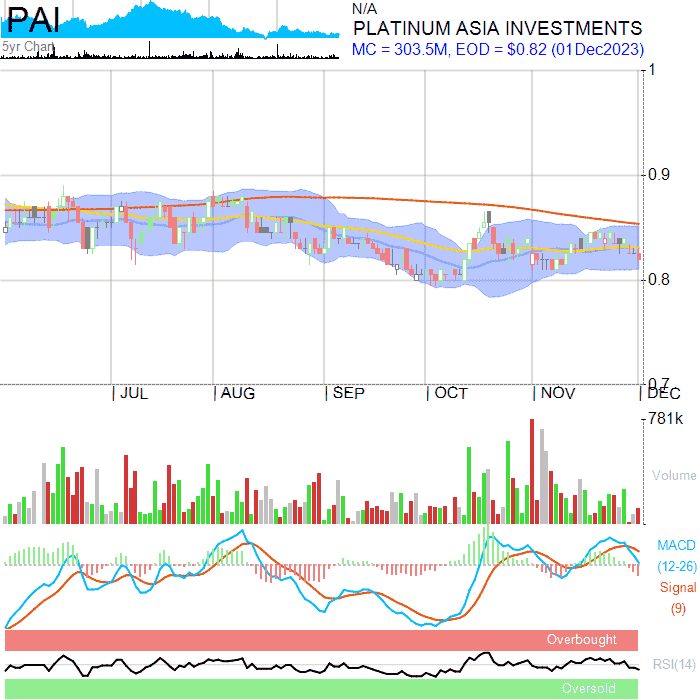 PAI
5yr Chart
N/A
PLATINUM ASIA INVESTMENTS
MC = 303.5M, EOD = $0.82 (01Dec2023)
1
0.9
0.8
0.7
JUL AUG SEP OCT NOV DEC
781k
Volume
MACD
(12-26)
Signal
(9)
Overbought
RSI(14)
Oversold